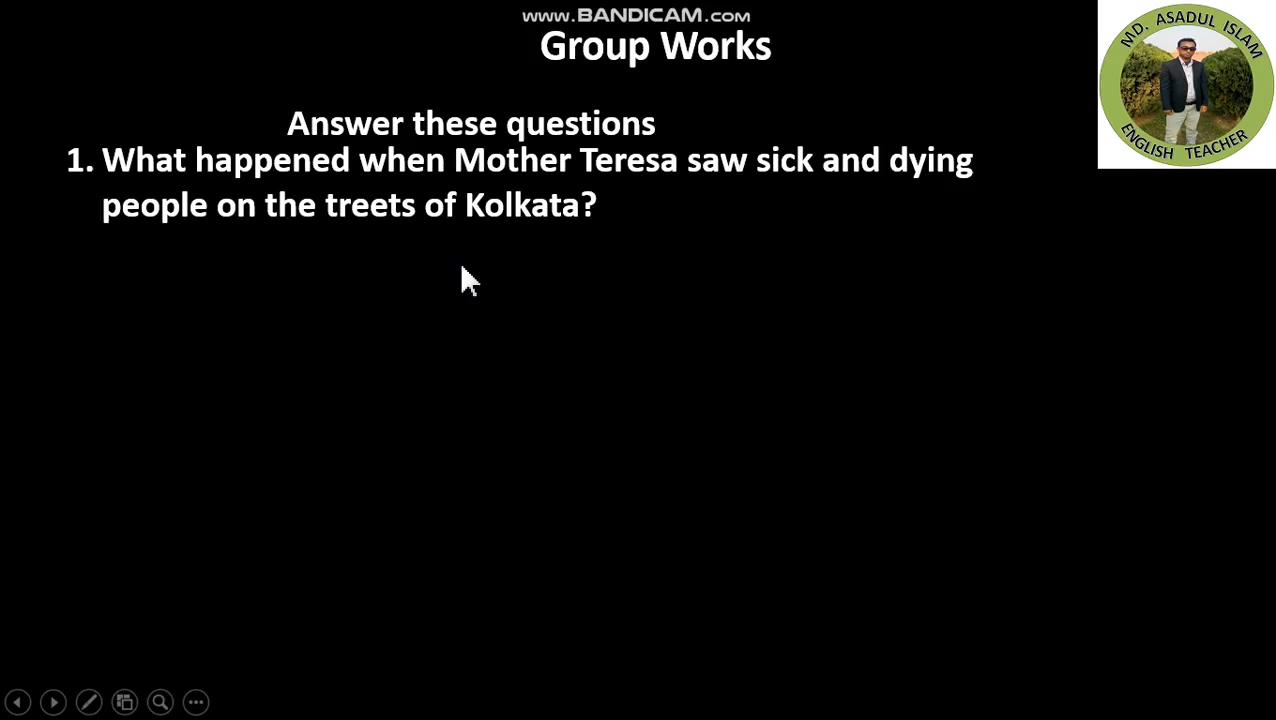 www.BANDICAM.com
Group Works
MD. ASADUL ISLAM
ENGLISH TEACHER
Answer these questions
1. What happened when Mother Teresa saw sick and dying
people on the treets of Kolkata?